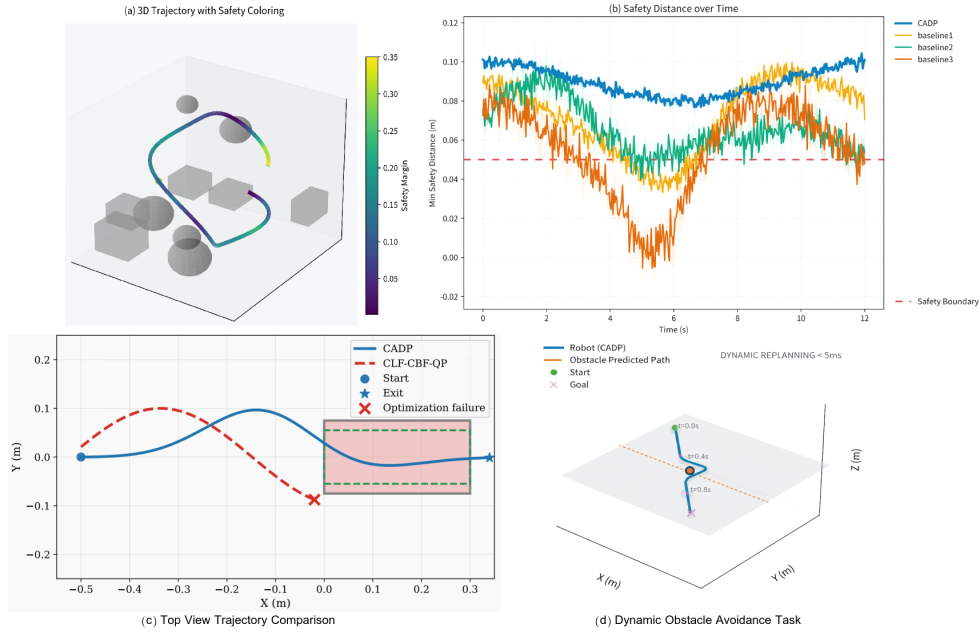 (a) 3D Trajectory with Safety Coloring
0.35
0.30
0.25
0.20
0.15
0.10
0.05
Safety Margin
(b) Safety Distance over Time
0.12
0.10
0.08
0.06
0.04
0.02
0.00
-0.02
Min Safety Distance (m)
0 2 4 6 8 10 12
Time (s)
CADP
baseline1
baseline2
baseline3
Safety Boundary
0.2
0.1
0.0
−0.1
−0.2
Y (m)
−0.5 −0.4 −0.3 −0.2 −0.1 0.0 0.1 0.2 0.3
X (m)
CADP
CLF-CBF-QP
Start
Exit
Optimization failure
(c) Top View Trajectory Comparison
Robot (CADP)
Obstacle Predicted Path
Start
Goal
DYNAMIC REPLANNING < 5ms
t=0.0s
t=0.4s
t=0.8s
X (m)
Y (m)
Z (m)
(d) Dynamic Obstacle Avoidance Task